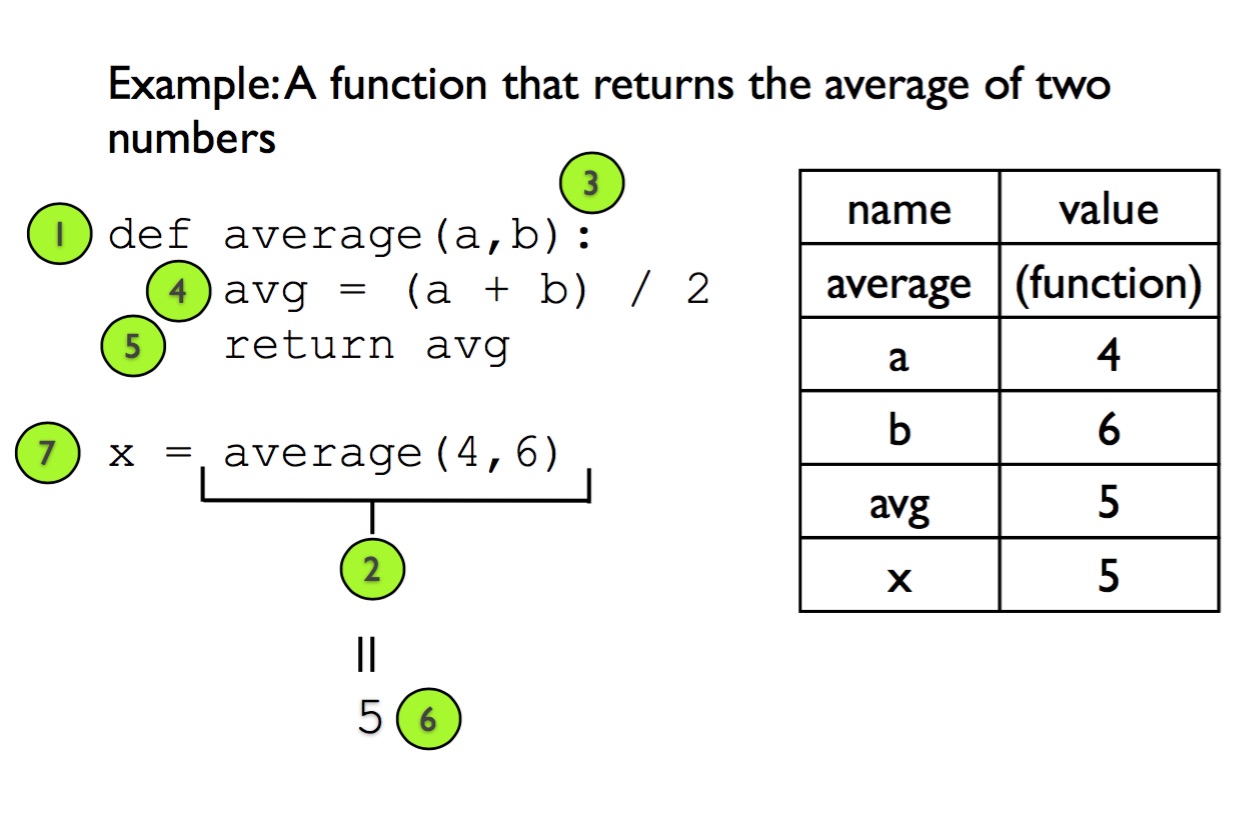 Example: A function that returns the average of two
numbers
3
1 def average(a,b):
4 avg = (a + b) / 2
5 return avg
7 x = average(4,6)
2
=
5 6
name value
average (function)
a 4
b 6
avg 5
x 5